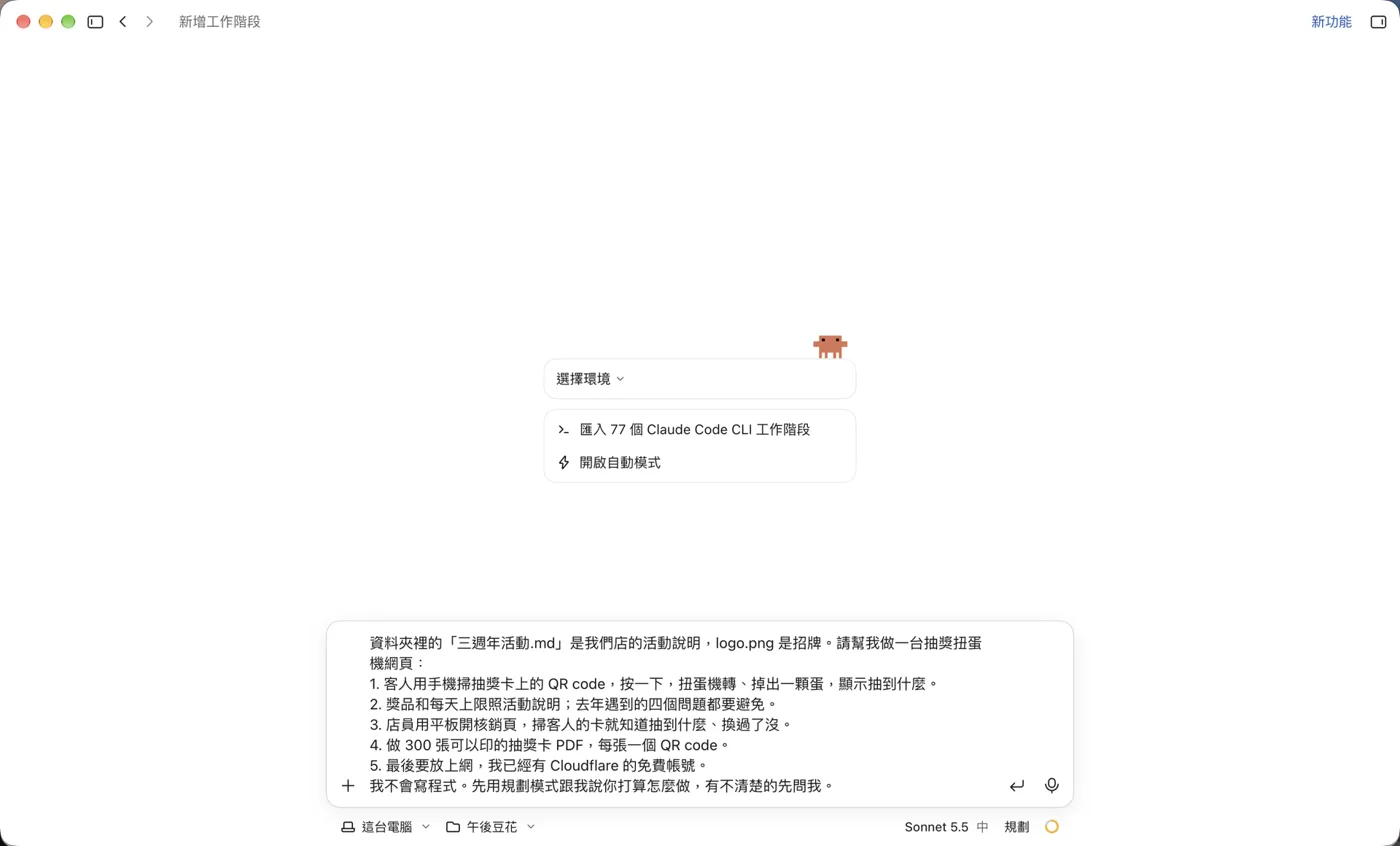 新增工作階段
新功能
選擇環境
匯入 77 個 Claude Code CLI 工作階段
開啟自動模式
資料夾裡的「三週年活動.md」是我們店的活動說明，logo.png 是招牌。請幫我做一台抽獎扭蛋
機網頁：
1. 客人用手機掃抽獎卡上的 QR code，按一下，扭蛋機轉、掉出一顆蛋，顯示抽到什麼。
2. 獎品和每天上限照活動說明；去年遇到的四個問題都要避免。
3. 店員用平板開核銷頁，掃客人的卡就知道抽到什麼、換過了沒。
4. 做 300 張可以印的抽獎卡 PDF，每張一個 QR code。
5. 最後要放上網，我已經有 Cloudflare 的免費帳號。
我不會寫程式。先用規劃模式跟我說你打算怎麼做，有不清楚的先問我。
這台電腦
午後豆花
Sonnet 5.5 中
規劃